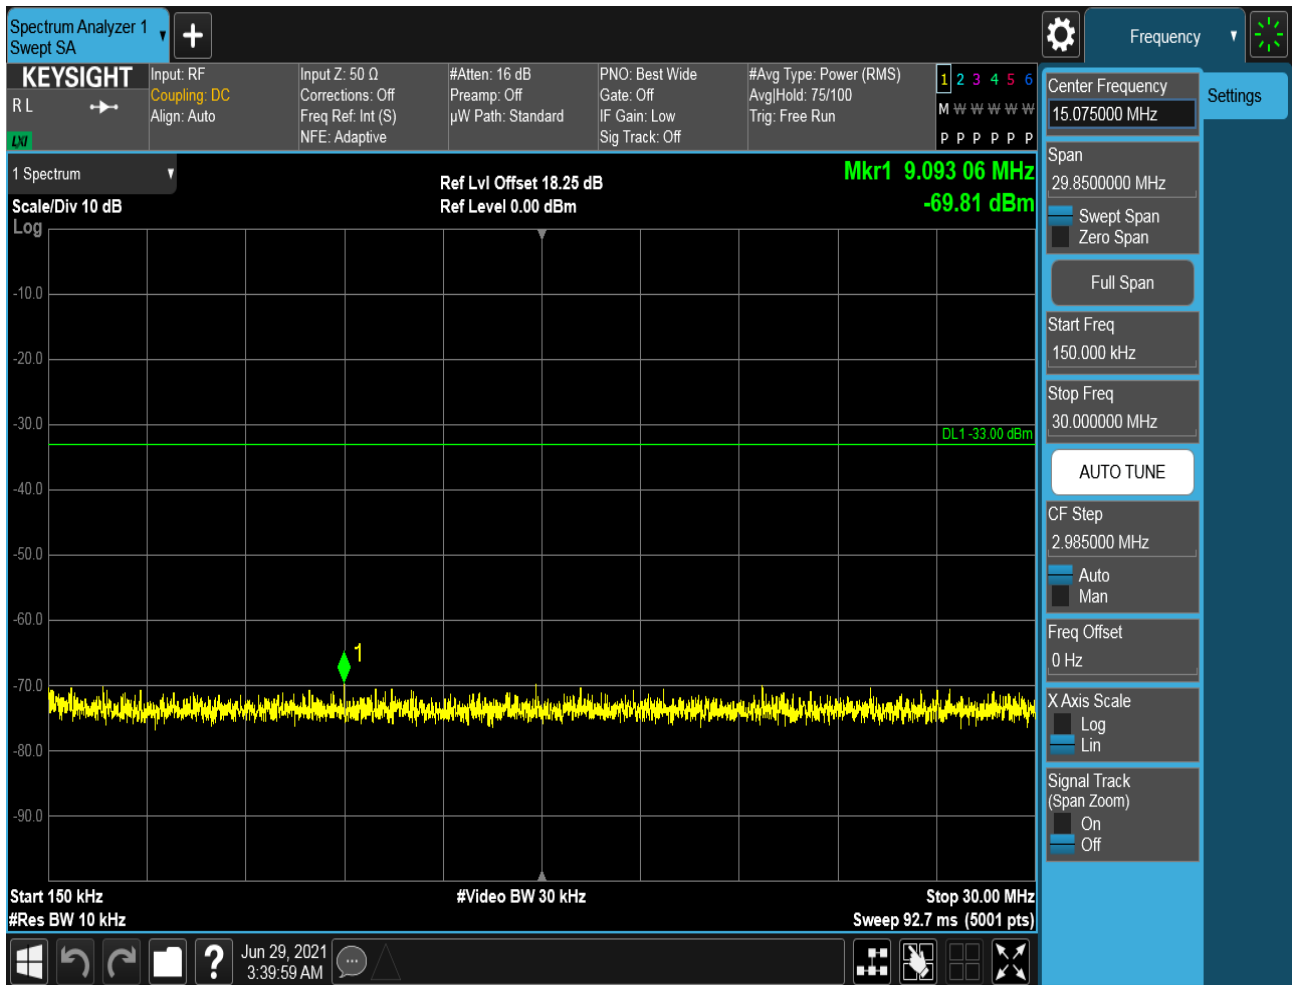 Spectrum Analyzer 1
Swept SA
Frequency
KEYSIGHT
R L
LXI
Input: RF
Coupling: DC
Align: Auto
Input Z: 50 Ω
Corrections: Off
Freq Ref: Int (S)
NFE: Adaptive
#Atten: 16 dB
Preamp: Off
µW Path: Standard
PNO: Best Wide
Gate: Off
IF Gain: Low
Sig Track: Off
#Avg Type: Power (RMS)
Avg|Hold: 75/100
Trig: Free Run
1 2 3 4 5 6
M W W W W W
P P P P P P
1 Spectrum
Scale/Div 10 dB
Log
Ref Lvl Offset 18.25 dB
Ref Level 0.00 dBm
Mkr1 9.093 06 MHz
-69.81 dBm
-10.0
-20.0
-30.0
DL1 -33.00 dBm
-40.0
-50.0
-60.0
1
-70.0
-80.0
-90.0
Start 150 kHz
#Res BW 10 kHz
#Video BW 30 kHz
Stop 30.00 MHz
Sweep 92.7 ms (5001 pts)
Center Frequency
15.075000 MHz
Settings
Span
29.8500000 MHz
Swept Span
Zero Span
Full Span
Start Freq
150.000 kHz
Stop Freq
30.000000 MHz
AUTO TUNE
CF Step
2.985000 MHz
Auto
Man
Freq Offset
0 Hz
X Axis Scale
Log
Lin
Signal Track
(Span Zoom)
On
Off
?
Jun 29, 2021
3:39:59 AM